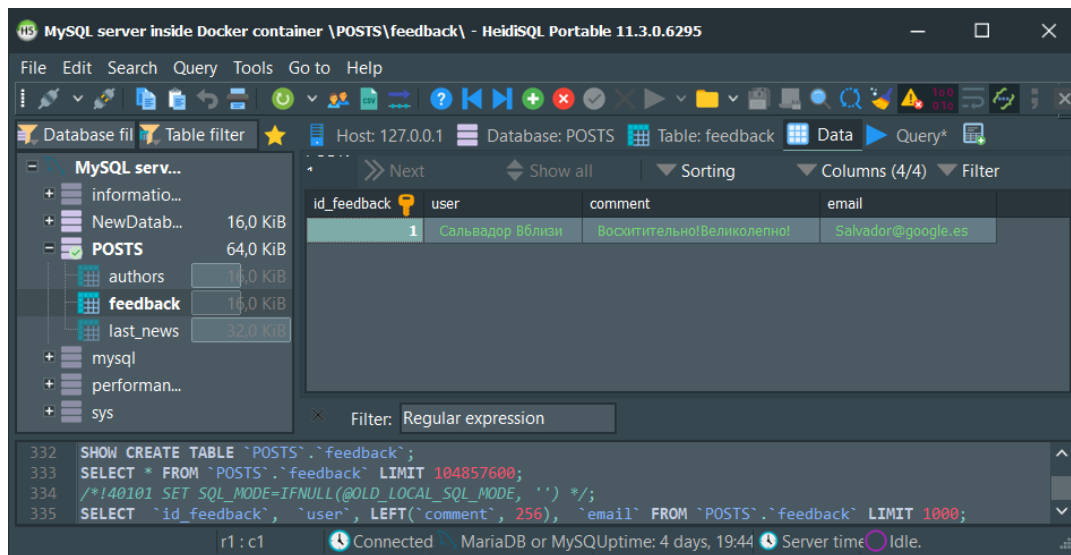 MySQL server inside Docker container \POSTS\feedback\ - HeidiSQL Portable 11.3.0.6295
File Edit Search Query Tools Go to Help
Database fil Table filter Host: 127.0.0.1 Database: POSTS Table: feedback Data Query*
MySQL serv...
informatio...
NewDatab... 16,0 KiB
POSTS 64,0 KiB
authors 16,0 KiB
feedback 16,0 KiB
last_news 32,0 KiB
mysql
performan...
sys
Next Show all Sorting Columns (4/4) Filter
id_feedback user comment email
1 Сальвадор Вблизи Восхитительно!Великолепно! Salvador@google.es
Filter: Regular expression
332 SHOW CREATE TABLE `POSTS`.`feedback`;
333 SELECT * FROM `POSTS`.`feedback` LIMIT 104857600;
334 /*!40101 SET SQL_MODE=IFNULL(@OLD_LOCAL_SQL_MODE, '') */;
335 SELECT `id_feedback`, `user`, LEFT(`comment`, 256), `email` FROM `POSTS`.`feedback` LIMIT 1000;
r1 : c1 Connected MariaDB or MySQ Uptime: 4 days, 19:44 Server time Idle.